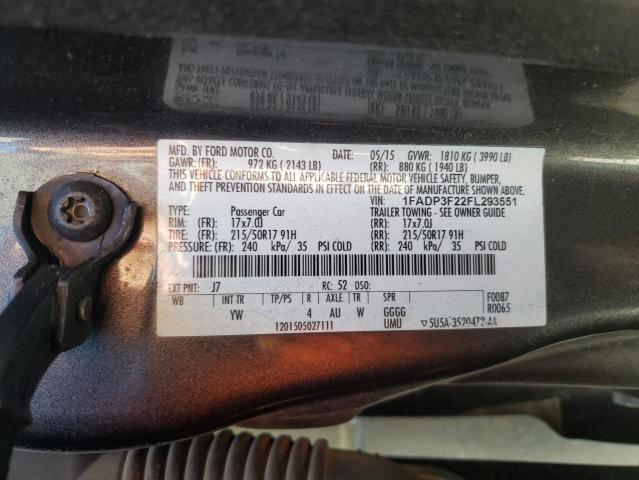 MFD. BY FORD MOTOR CO. 05/15 GVWR: 1810 KG ( 3990 LB)
GAWR: (FR): 972 KG ( 2143 LB) (RR): 880 KG ( 1940 LB)
THIS VEHICLE CONFORMS TO ALL APPLICABLE FEDERAL MOTOR VEHICLE SAFETY, BUMPER,
AND THEFT PREVENTION STANDARDS IN EFFECT ON THE DATE OF MANUFACTURE SHOWN ABOVE.
VIN: 1FADP3F22FL293551
TYPE: Passenger Car TRAILER TOWING - SEE OWNER GUIDE
RIM: (FR): 17x7.0J (RR): 17x7.0J
TIRE: (FR): 215/50R17 91H (RR): 215/50R17 91H
PRESSURE: (FR): 240 kPa/ 35 PSI COLD (RR): 240 kPa/ 35 PSI COLD
EXT PNT: J7 RC: 52 DSO:
WB INT TR TP/PS R AXLE TR SPR F0087
YW 4 AU W GGGG R0065
1201505027111 UMU ▽ SU5A-3520472-AA